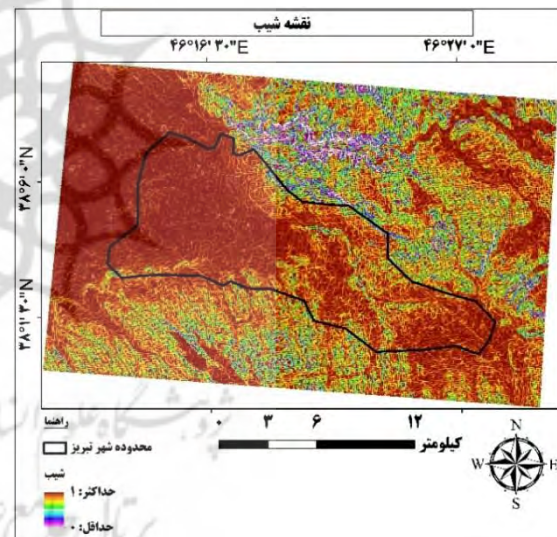 نقشه شیب
۴۶°۱۶'۳۰"E ۴۶°۲۷'۰"E
۳۸°۶'۰"N
۳۸°۱'۳۰"N
راهنما
محدوده شهر تبریز
شیب
حداکثر: ۱
حداقل: ۰
۰ ۳ ۶ ۱۲
کیلومتر
N
W
S